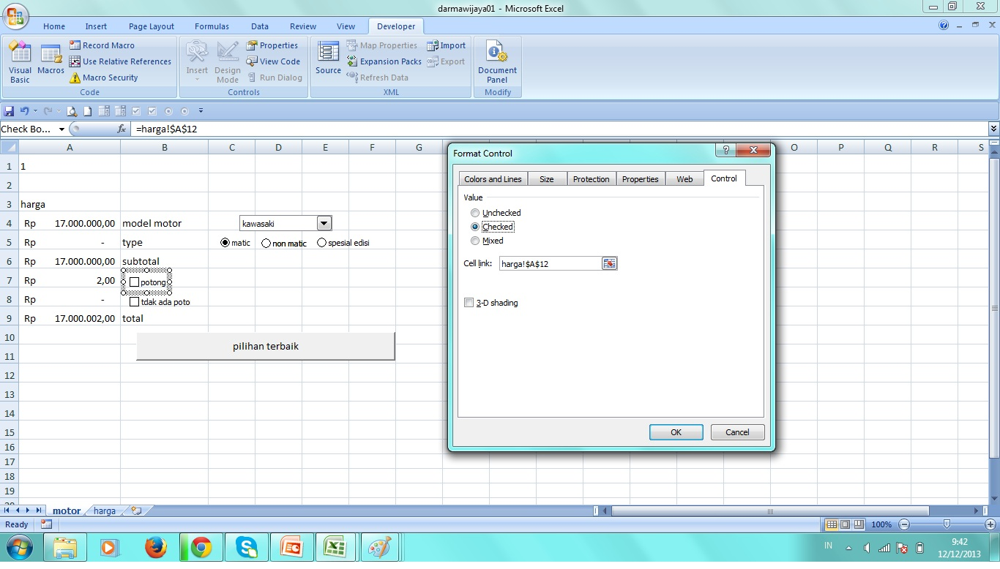 darmawijaya01 - Microsoft Excel
Home Insert Page Layout Formulas Data Review View Developer
Visual Basic
Macros
Record Macro
Use Relative References
Macro Security
Code
Insert
Design Mode
Properties
View Code
Run Dialog
Controls
Source
Map Properties
Expansion Packs
Refresh Data
Import
Export
XML
Document Panel
Modify
Check Bo... fx =harga!$A$12
A B C D E F G O P Q R S
1 1
2
3 harga
4 Rp 17.000.000,00 model motor kawasaki
5 Rp - type matic non matic spesial edisi
6 Rp 17.000.000,00 subtotal
7 Rp 2,00 potong
8 Rp - tdak ada poto
9 Rp 17.000.002,00 total
10
pilihan terbaik
11
12
13
14
15
16
17
18
19
Format Control
Colors and Lines Size Protection Properties Web Control
Value
Unchecked
Checked
Mixed
Cell link: harga!$A$12
3-D shading
OK Cancel
motor harga
Ready 100%
IN 9:42
12/12/2013